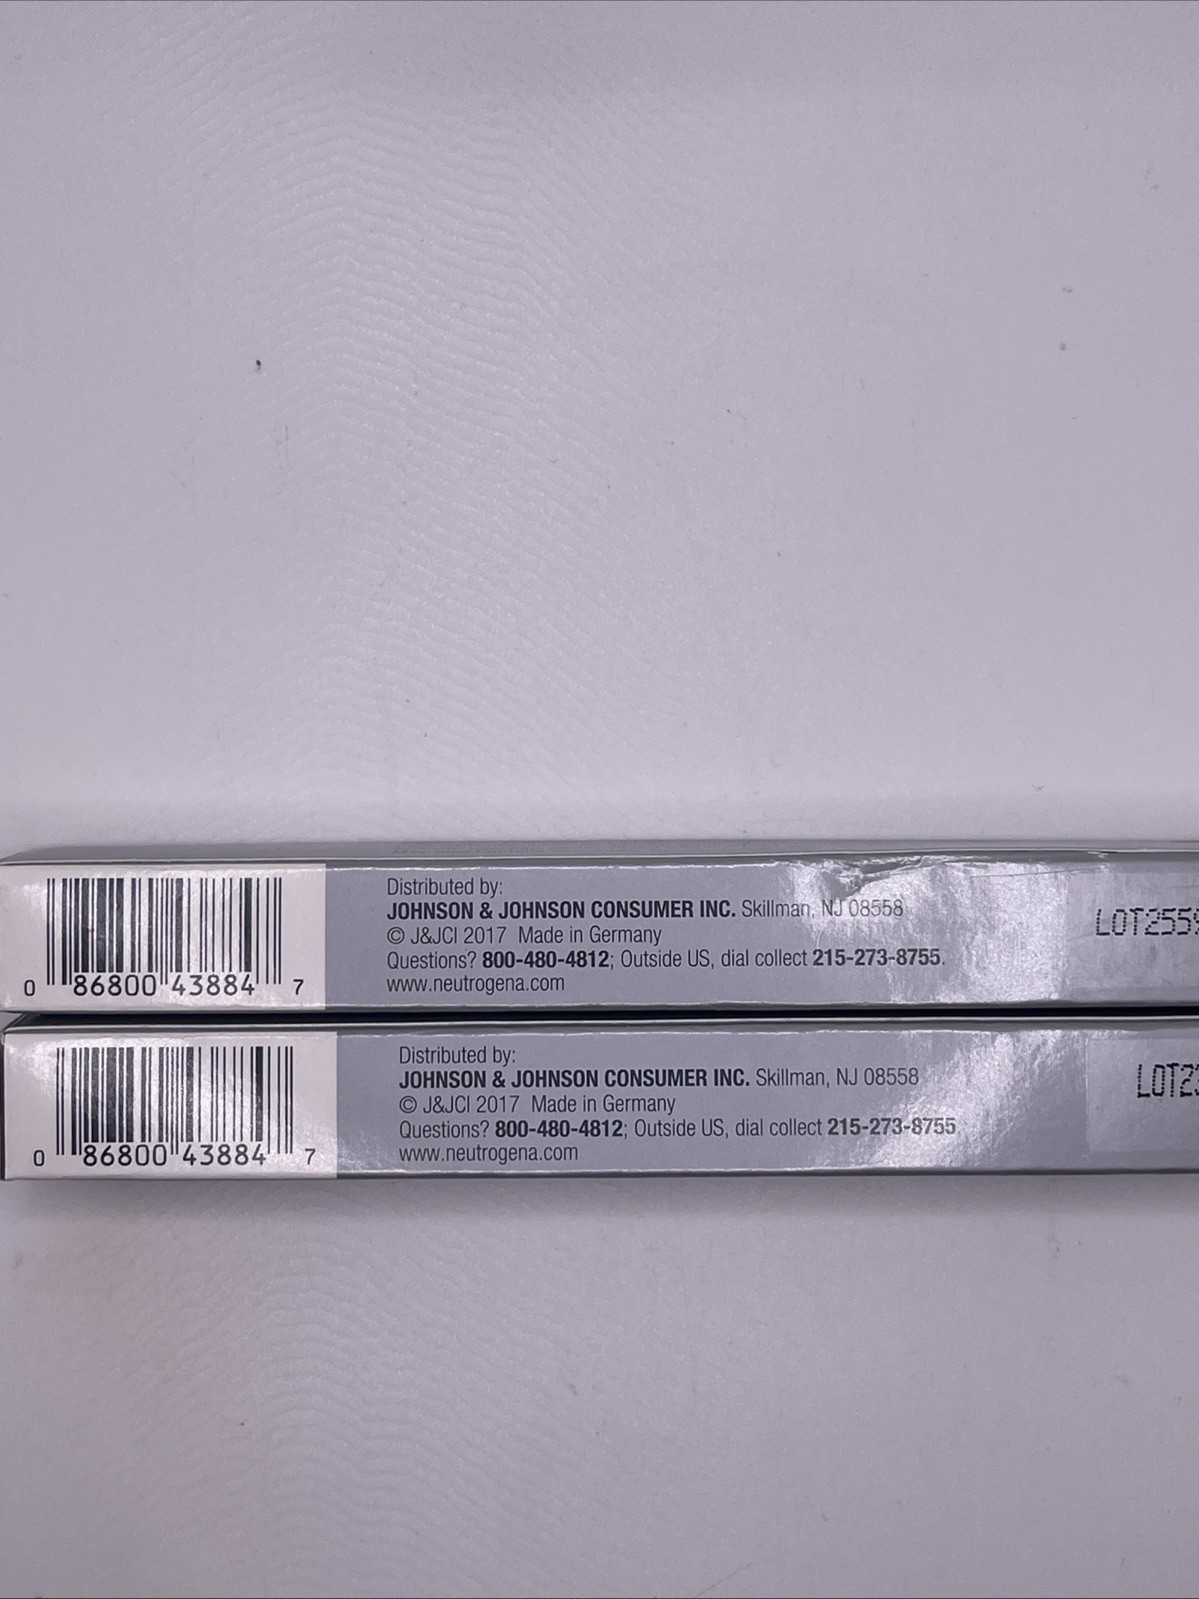 Distributed by:
JOHNSON & JOHNSON CONSUMER INC. Skillman, NJ 08558
© J&JCI 2017 Made in Germany
Questions? 800-480-4812; Outside US, dial collect 215-273-8755.
www.neutrogena.com
0 86800 43884 7
Distributed by:
JOHNSON & JOHNSON CONSUMER INC. Skillman, NJ 08558
© J&JCI 2017 Made in Germany
Questions? 800-480-4812; Outside US, dial collect 215-273-8755
www.neutrogena.com
0 86800 43884 7